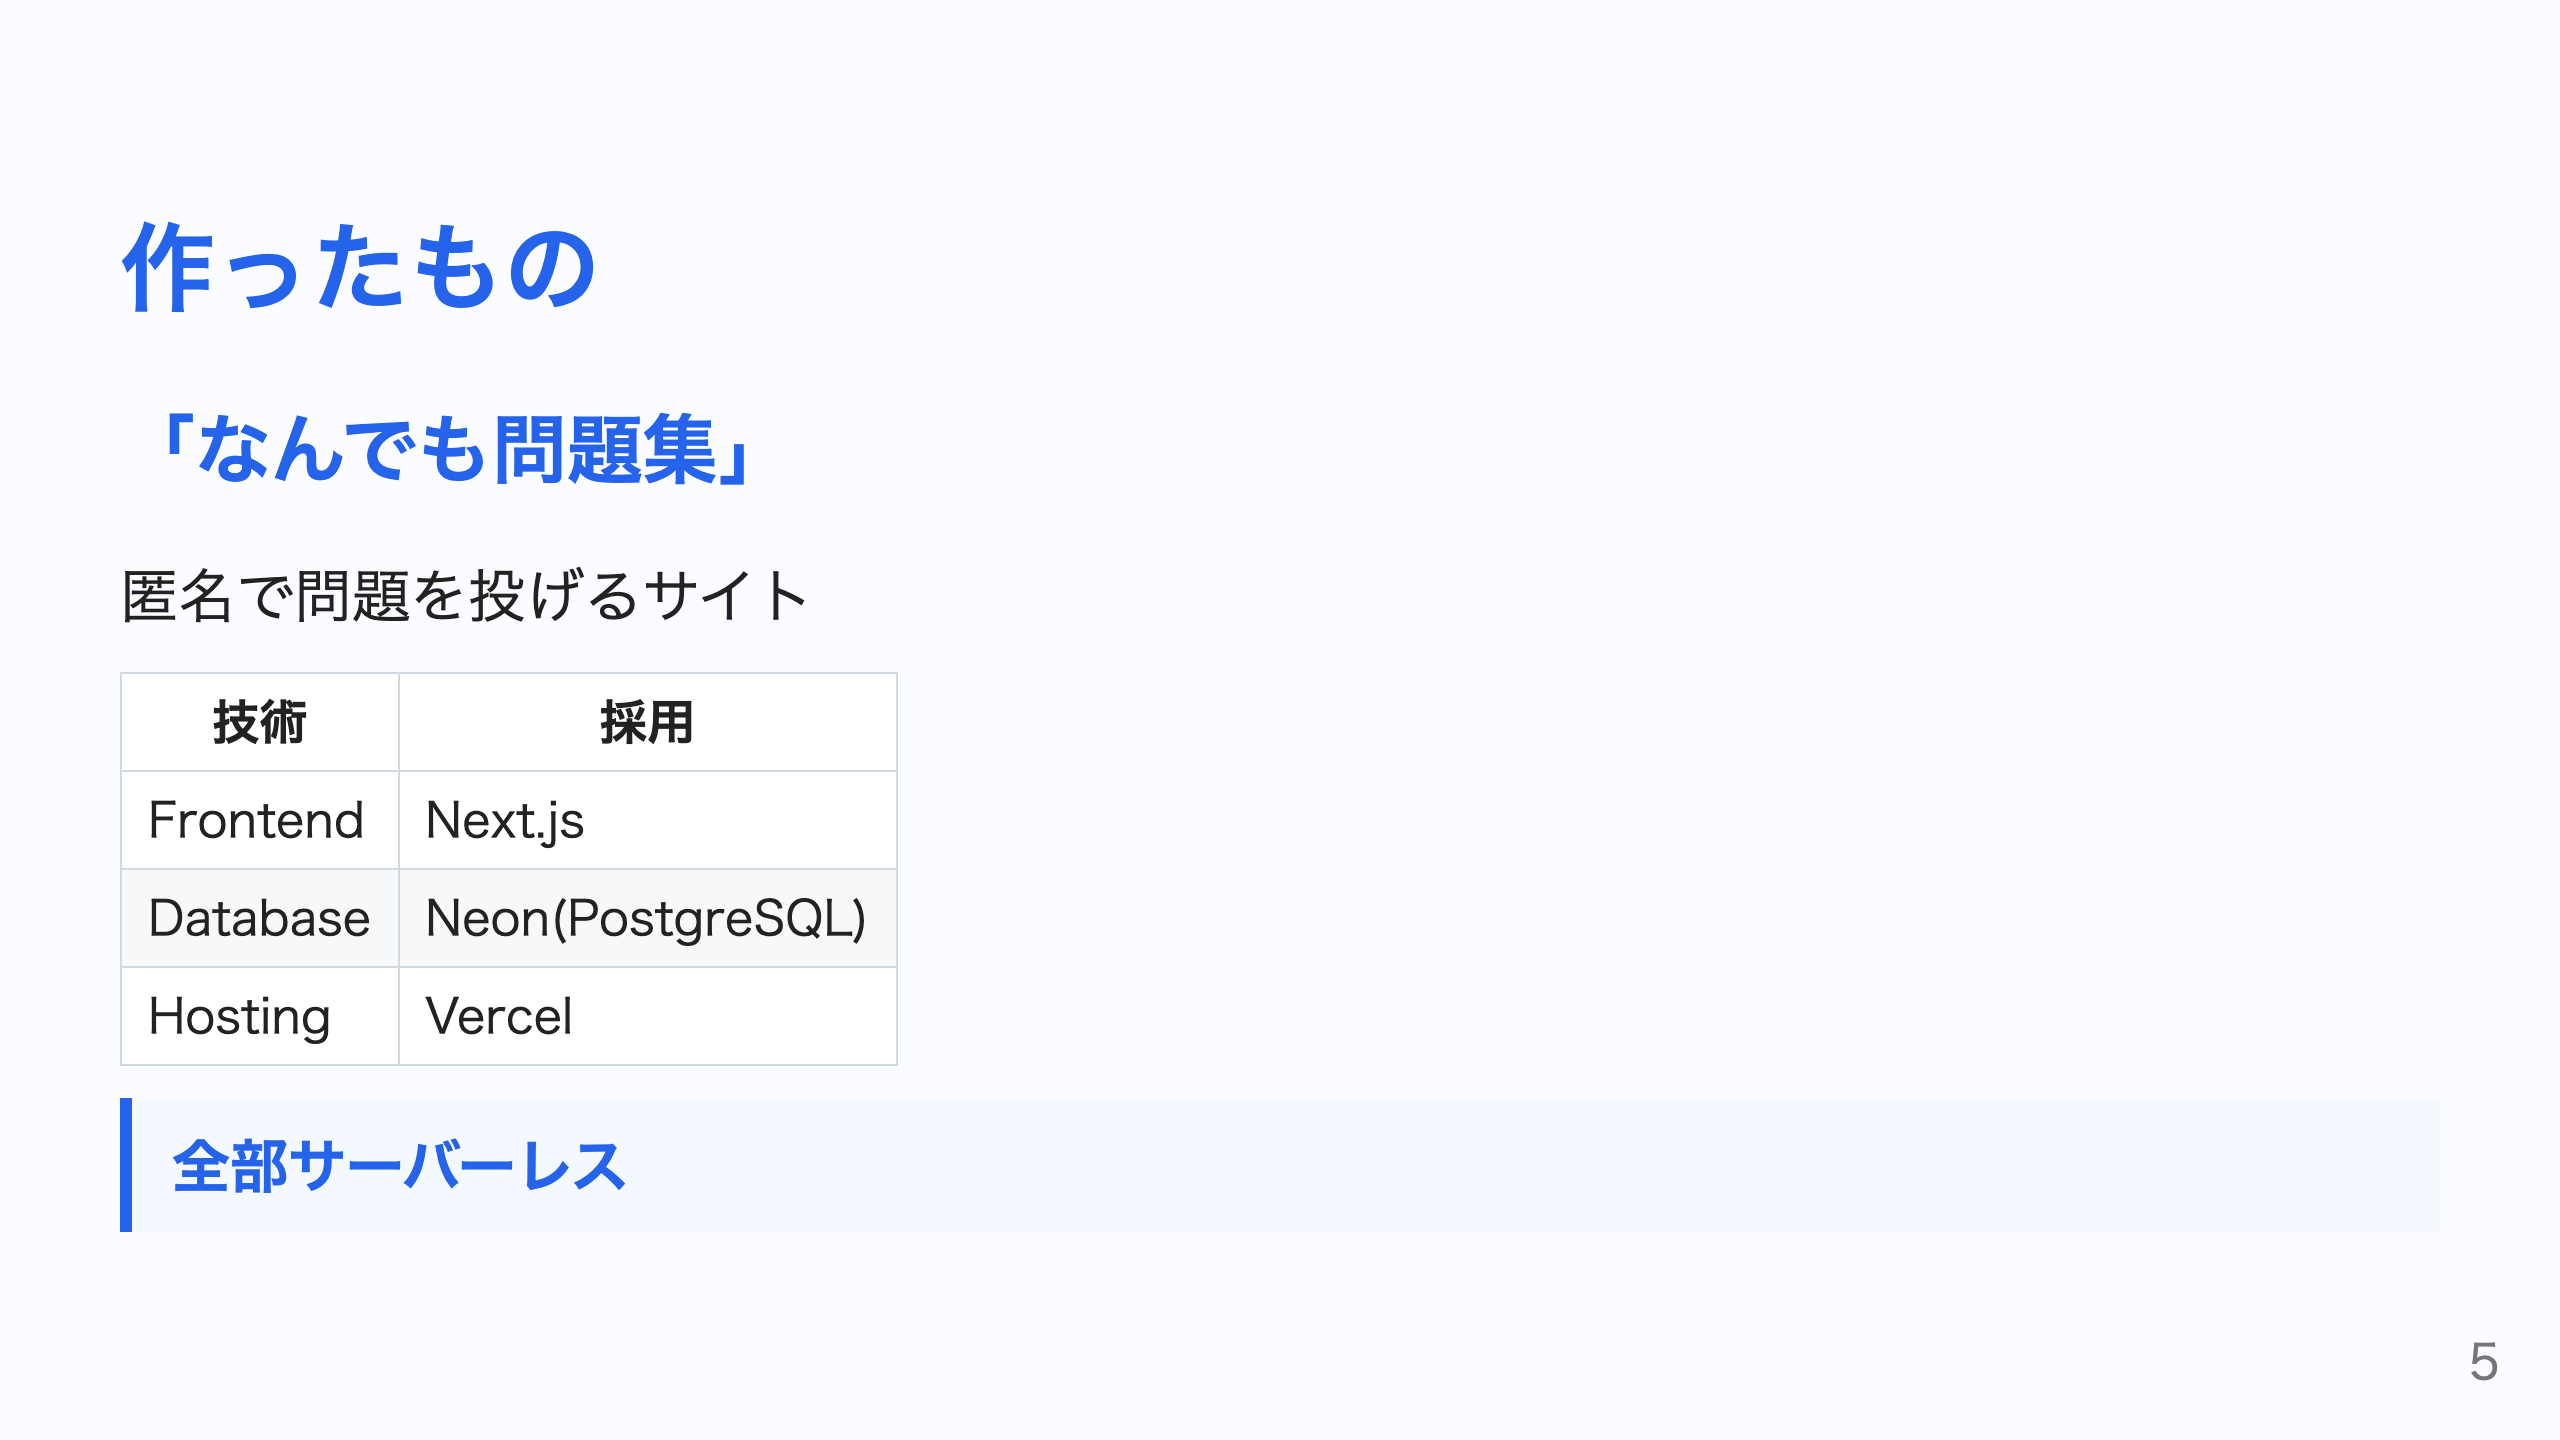 作ったもの
「なんでも問題集」
匿名で問題を投げるサイト
技術 採用
Frontend Next.js
Database Neon(PostgreSQL)
Hosting Vercel
全部サーバーレス
5